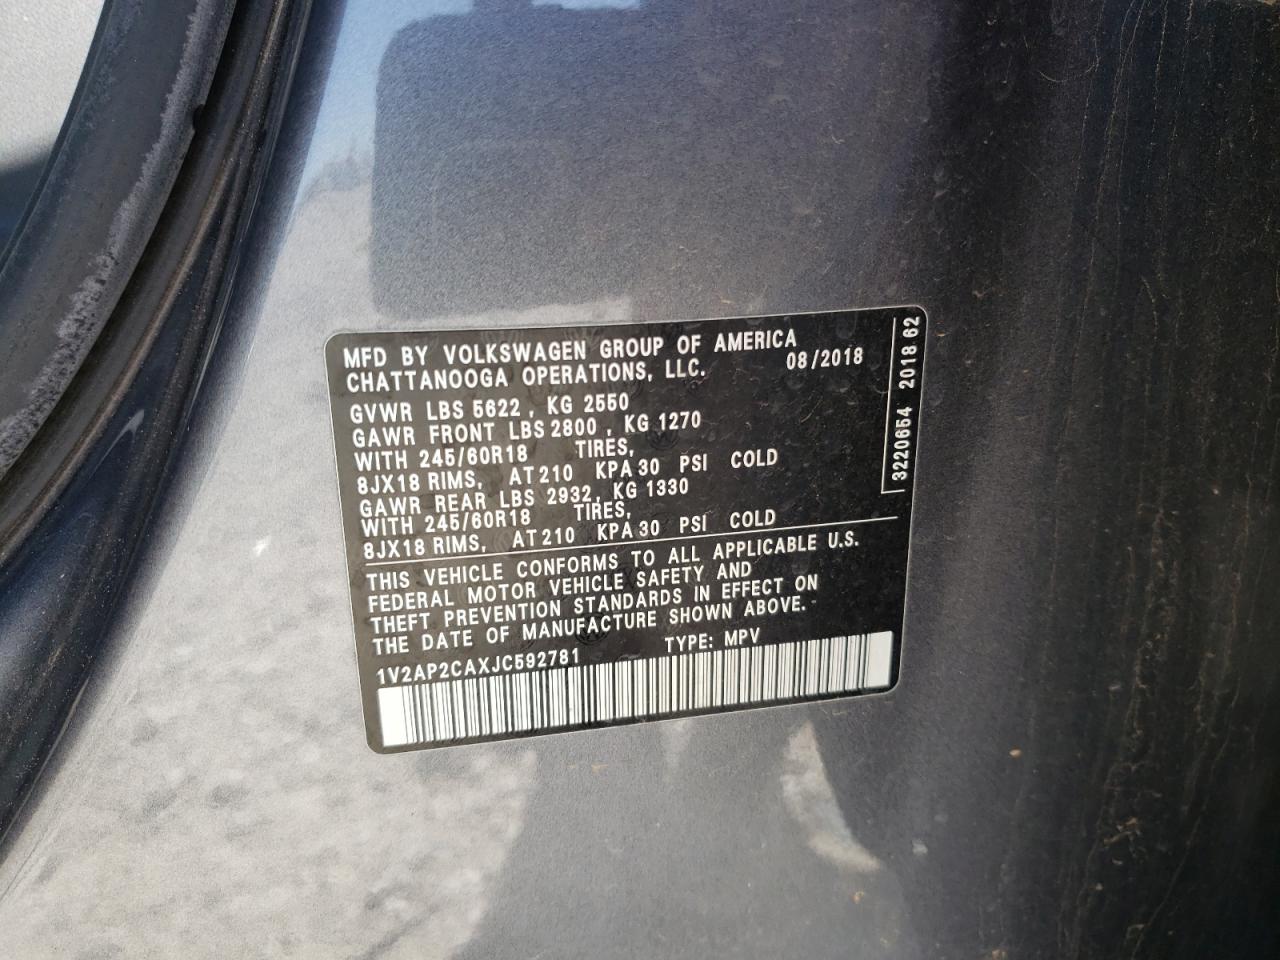 MFD BY VOLKSWAGEN GROUP OF AMERICA
CHATTANOOGA OPERATIONS, LLC. 08/2018
GVWR LBS 5622 , KG 2550
GAWR FRONT LBS 2800 , KG 1270
WITH 245/60R18 TIRES,
8JX18 RIMS, AT 210 KPA 30 PSI COLD
GAWR REAR LBS 2932, KG 1330
WITH 245/60R18 TIRES,
8JX18 RIMS, AT 210 KPA 30 PSI COLD
THIS VEHICLE CONFORMS TO ALL APPLICABLE U.S.
FEDERAL MOTOR VEHICLE SAFETY AND
THEFT PREVENTION STANDARDS IN EFFECT ON
THE DATE OF MANUFACTURE SHOWN ABOVE.
1V2AP2CAXJC592781 TYPE: MPV
3220654 2018 62